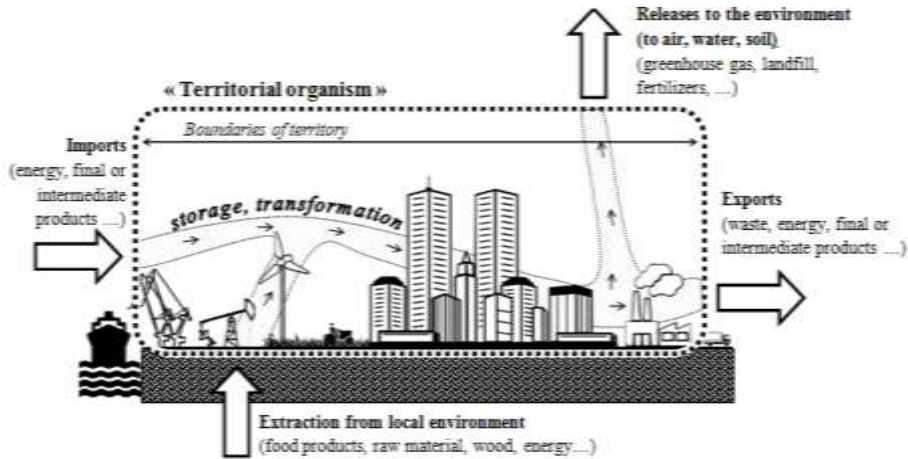 Releases to the environment
(to air, water, soil)
(greenhouse gas, landfill,
fertilizers, ....)
« Territorial organism »
Boundaries of territory
Imports
(energy, final or
intermediate
products ....)
storage, transformation
Exports
(waste, energy, final or
intermediate products ....)
Extraction from local environment
(food products, raw material, wood, energy....)